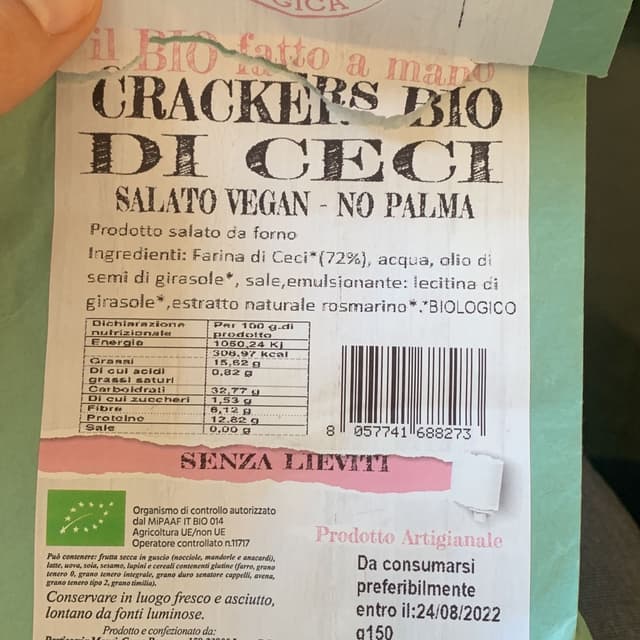 GICA
il BIO fatto a mano
CRACKERS BIO
DI CECI
SALATO VEGAN - NO PALMA
Prodotto salato da forno
Ingredienti: Farina di Ceci*(72%), acqua, olio di
semi di girasole*, sale,emulsionante: lecitina di
girasole*,estratto naturale rosmarino*.*BIOLOGICO
Dichiarazione nutrizionale Per 100 g.di prodotto
Energia 1050,24 Kj
306,97 kcal
Grassi 15,62 g
Di cui acidi grassi saturi 0,82 g
Carboidrati 32,77 g
Di cui zuccheri 1,53 g
Fibre 6,12 g
Proteine 12,82 g
Sale 0,00 g
8 057741 688273
SENZA LIEVITI
Organismo di controllo autorizzato
dal MiPAAF IT BIO 014
Agricoltura UE/non UE
Operatore controllato n.11717
Può contenere: frutta secca in guscio (nocciole, mandorle e anacardi),
latte, uova, soia, sesamo, lupini e cereali contenenti glutine (farro, grano
tenero 0, grano tenero integrale, grano duro senatore cappelli, avena,
grano tenero tipo 2, grano timilia).
Conservare in luogo fresco e asciutto,
lontano da fonti luminose.
Prodotto e confezionato da:
Prodotto Artigianale
Da consumarsi
preferibilmente
entro il:24/08/2022
g150